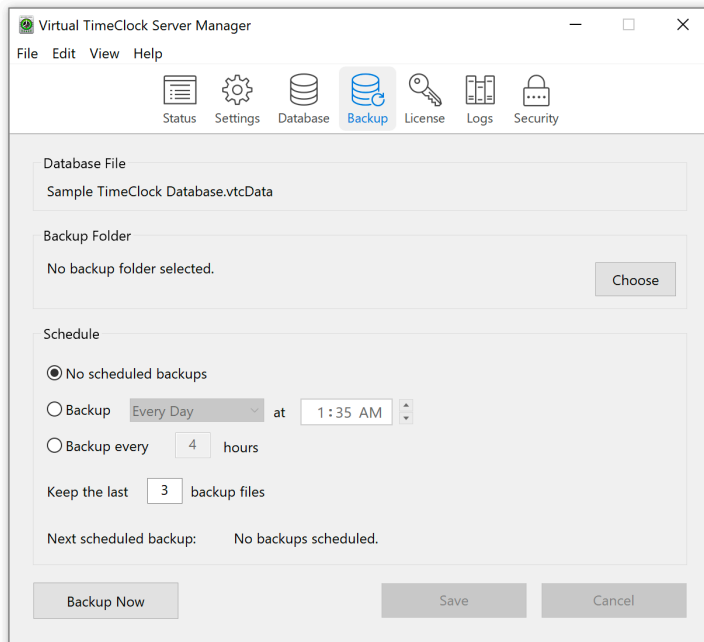 Virtual TimeClock Server Manager
File Edit View Help
Status Settings Database Backup License Logs Security
Database File
Sample TimeClock Database.vtcData
Backup Folder
No backup folder selected.
Choose
Schedule
No scheduled backups
Backup Every Day at 1:35 AM
Backup every 4 hours
Keep the last 3 backup files
Next scheduled backup: No backups scheduled.
Backup Now Save Cancel